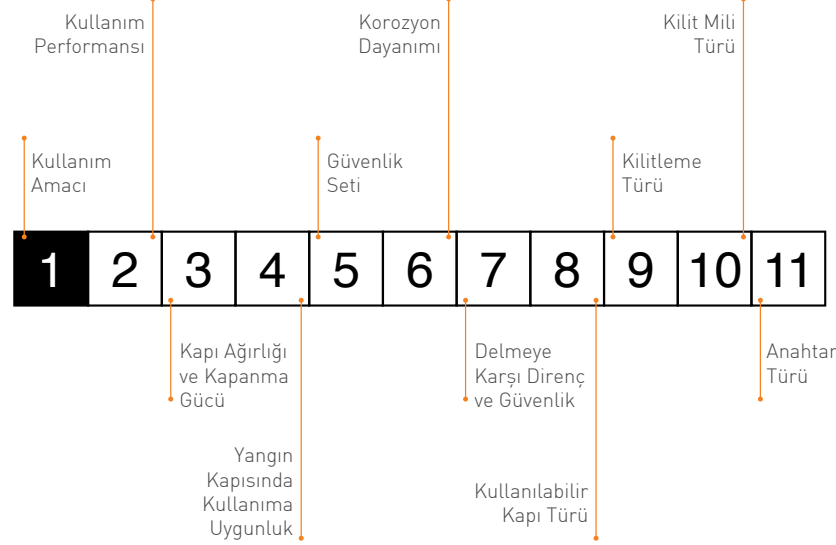 Kullanım
Performansı
Korozyon
Dayanımı
Kilit Mili
Türü
Kullanım
Amacı
Güvenlik
Seti
Kilitleme
Türü
1 2 3 4 5 6 7 8 9 10 11
Kapı Ağırlığı
ve Kapanma
Gücü
Delmeye
Karşı Direnç
ve Güvenlik
Anahtar
Türü
Yangın
Kapısında
Kullanıma
Uygunluk
Kullanılabilir
Kapı Türü